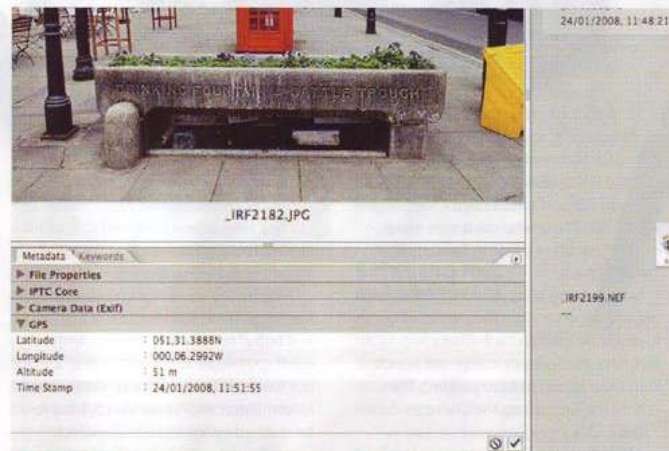 24/01/2008, 11:48:21
DRINKING FOUNTAIN & CATTLE TROUGH
_IRF2182.JPG
Metadata Keywords
File Properties
IPTC Core
Camera Data (Exif)
GPS
Latitude : 051,31.3888N
Longitude : 000,06.2992W
Altitude : 51 m
Time Stamp : 24/01/2008, 11:51:55
_IRF2199.NEF
--